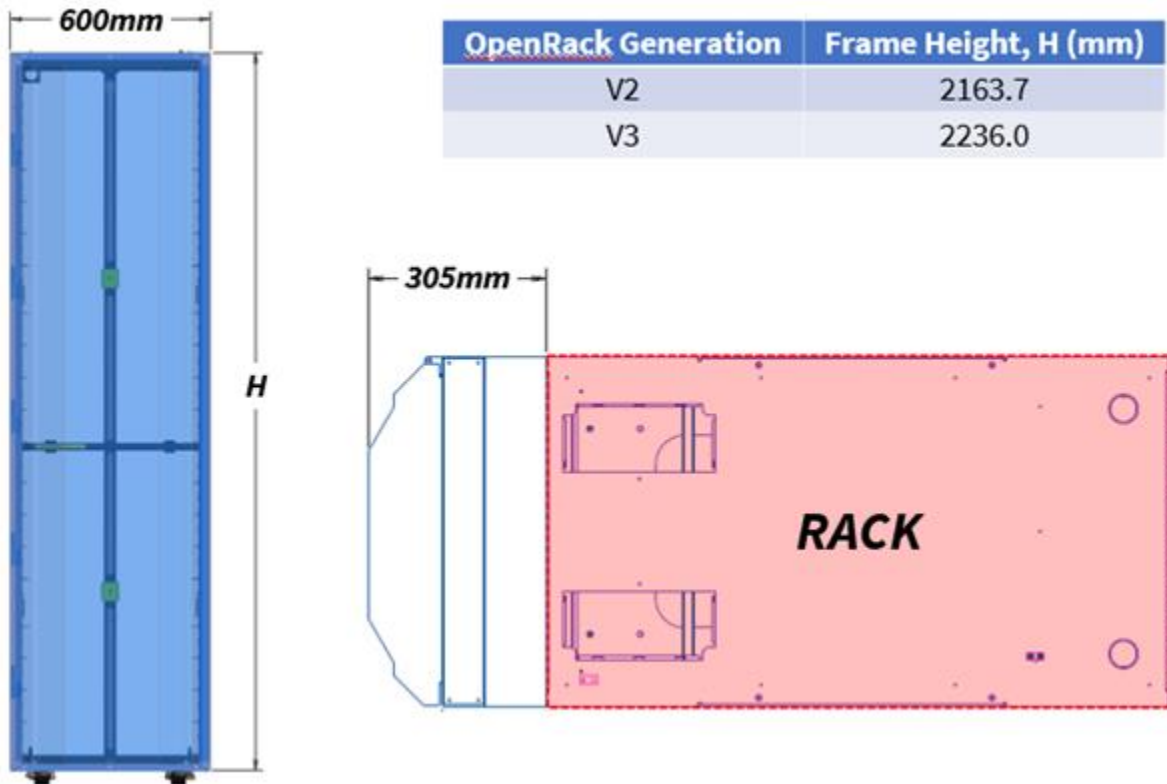 600mm
OpenRack Generation Frame Height, H (mm)
V2 2163.7
V3 2236.0
305mm
H
RACK